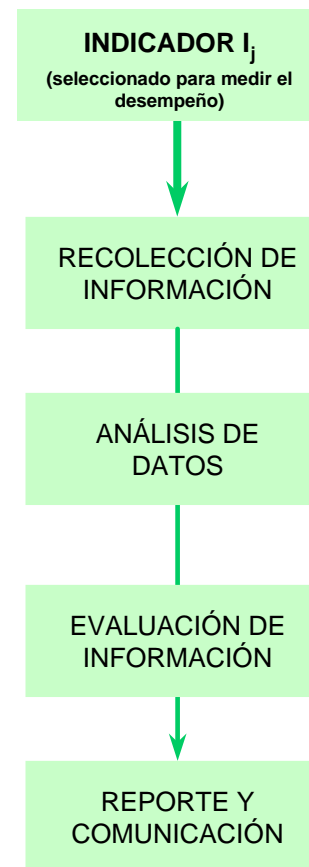 INDICADOR Ij
(seleccionado para medir el
desempeño)
RECOLECCIÓN DE
INFORMACIÓN
ANÁLISIS DE
DATOS
EVALUACIÓN DE
INFORMACIÓN
REPORTE Y
COMUNICACIÓN